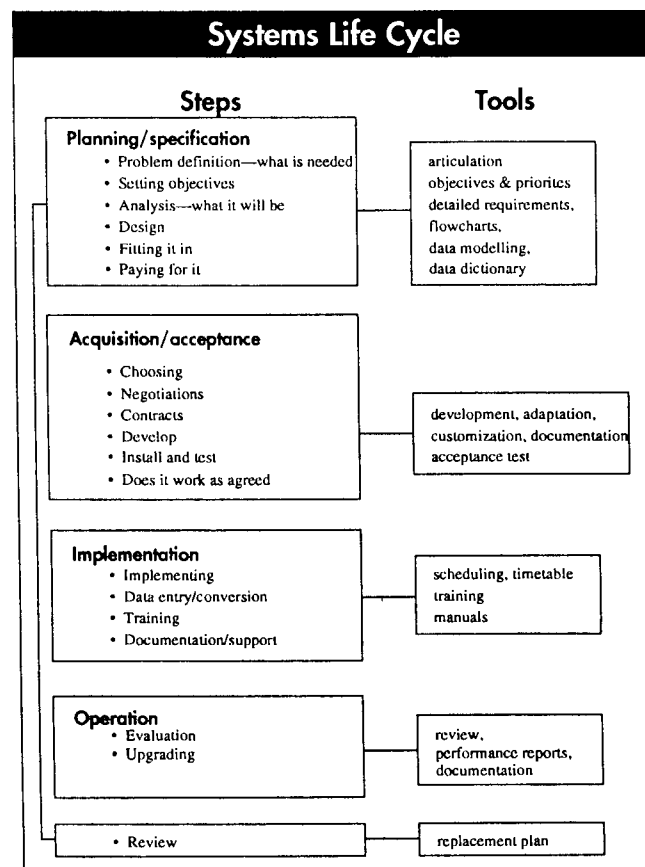 Systems Life Cycle
Steps
Tools
Planning/specification
• Problem definition—what is needed
• Setting objectives
• Analysis—what it will be
• Design
• Fitting it in
• Paying for it
articulation
objectives & priorites
detailed requirements,
flowcharts,
data modelling,
data dictionary
Acquisition/acceptance
• Choosing
• Negotiations
• Contracts
• Develop
• Install and test
• Does it work as agreed
development, adaptation,
customization, documentation
acceptance test
Implementation
• Implementing
• Data entry/conversion
• Training
• Documentation/support
scheduling, timetable
training
manuals
Operation
• Evaluation
• Upgrading
review,
performance reports,
documentation
• Review
replacement plan